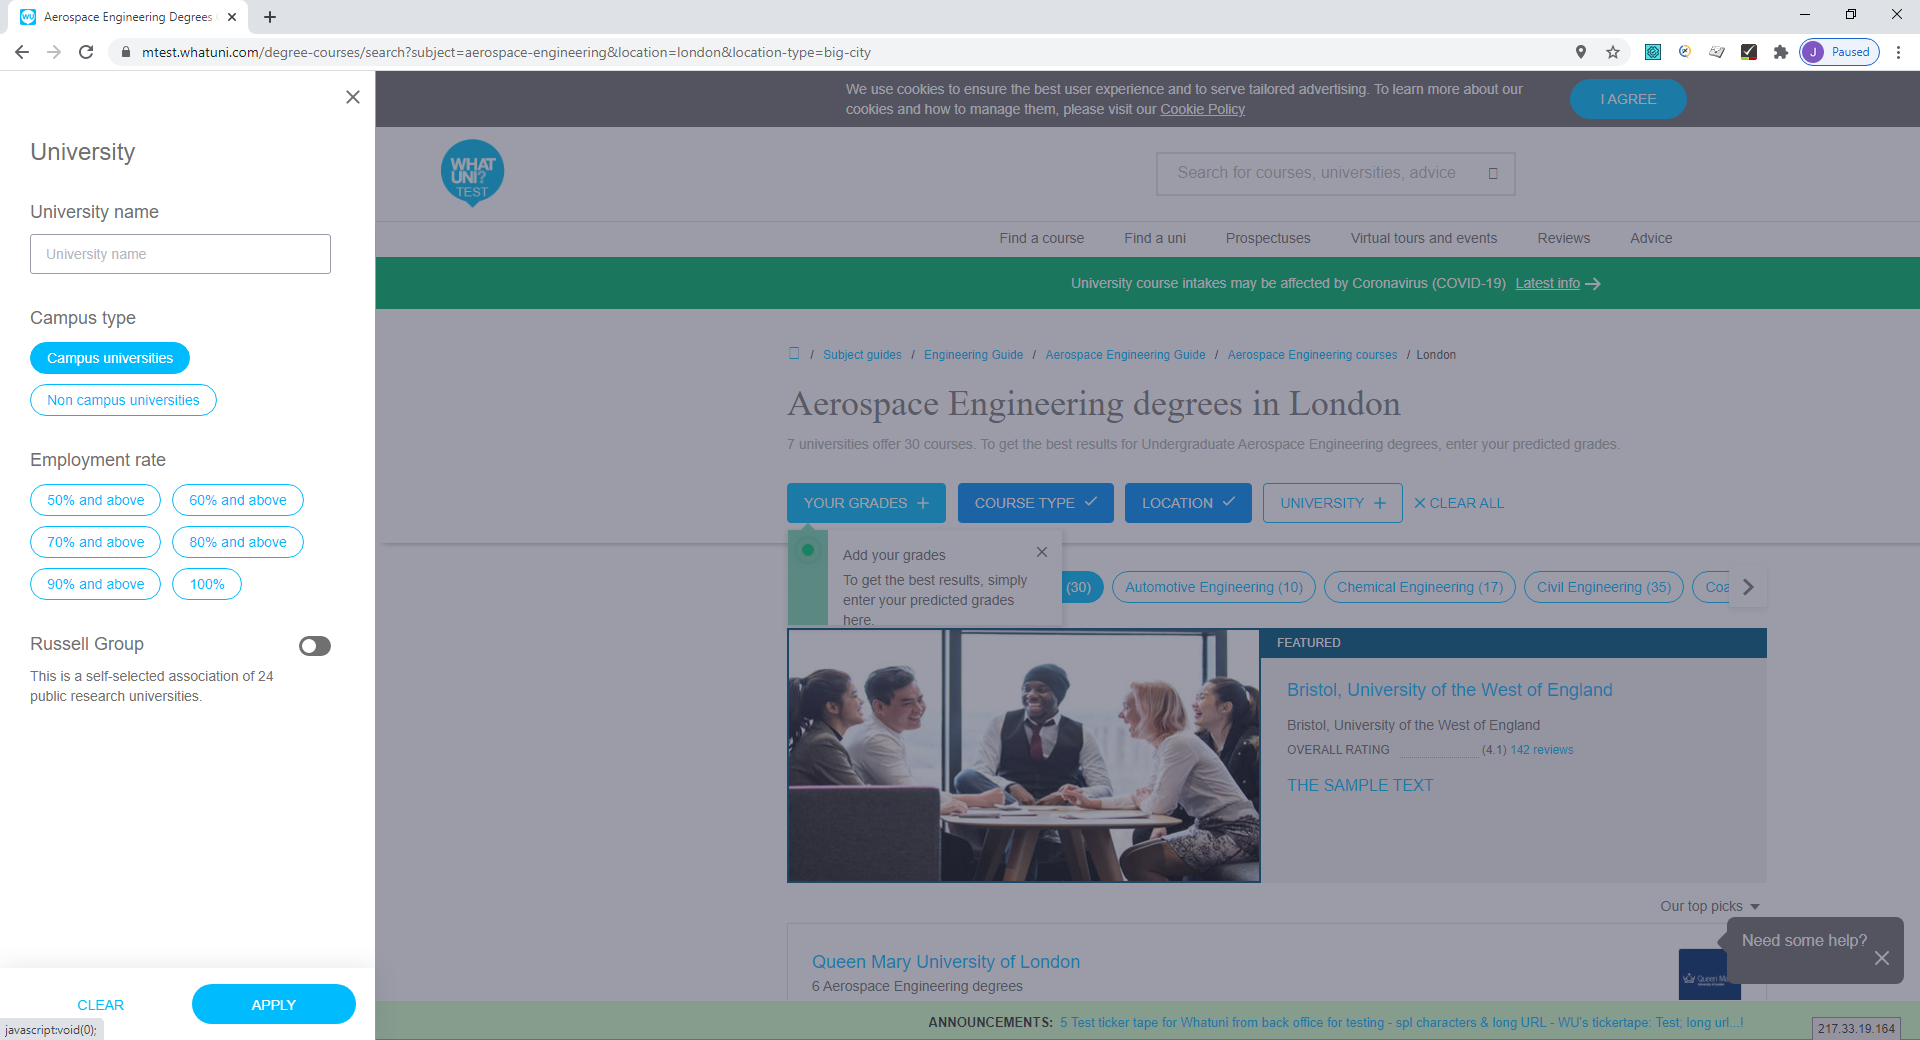 Aerospace Engineering Degrees
mtest.whatuni.com/degree-courses/search?subject=aerospace-engineering&location=london&location-type=big-city
J Paused
University
University name
University name
Campus type
Campus universities
Non campus universities
Employment rate
50% and above 60% and above
70% and above 80% and above
90% and above 100%
Russell Group
This is a self-selected association of 24
public research universities.
CLEAR APPLY
javascript:void(0);
We use cookies to ensure the best user experience and to serve tailored advertising. To learn more about our
cookies and how to manage them, please visit our Cookie Policy
I AGREE
WHAT
UNI?
TEST
Search for courses, universities, advice
Find a course Find a uni Prospectuses Virtual tours and events Reviews Advice
University course intakes may be affected by Coronavirus (COVID-19) Latest info
/ Subject guides / Engineering Guide / Aerospace Engineering Guide / Aerospace Engineering courses / London
Aerospace Engineering degrees in London
7 universities offer 30 courses. To get the best results for Undergraduate Aerospace Engineering degrees, enter your predicted grades.
YOUR GRADES COURSE TYPE LOCATION UNIVERSITY CLEAR ALL
Add your grades
To get the best results, simply
enter your predicted grades
here.
(30) Automotive Engineering (10) Chemical Engineering (17) Civil Engineering (35) Coa
FEATURED
Bristol, University of the West of England
Bristol, University of the West of England
OVERALL RATING (4.1) 142 reviews
THE SAMPLE TEXT
Our top picks
Need some help?
Queen Mary University of London
6 Aerospace Engineering degrees
Queen Ma
ANNOUNCEMENTS: 5 Test ticker tape for Whatuni from back office for testing - spl characters & long URL - WU's tickertape: Test; long url...!
217.33.19.164